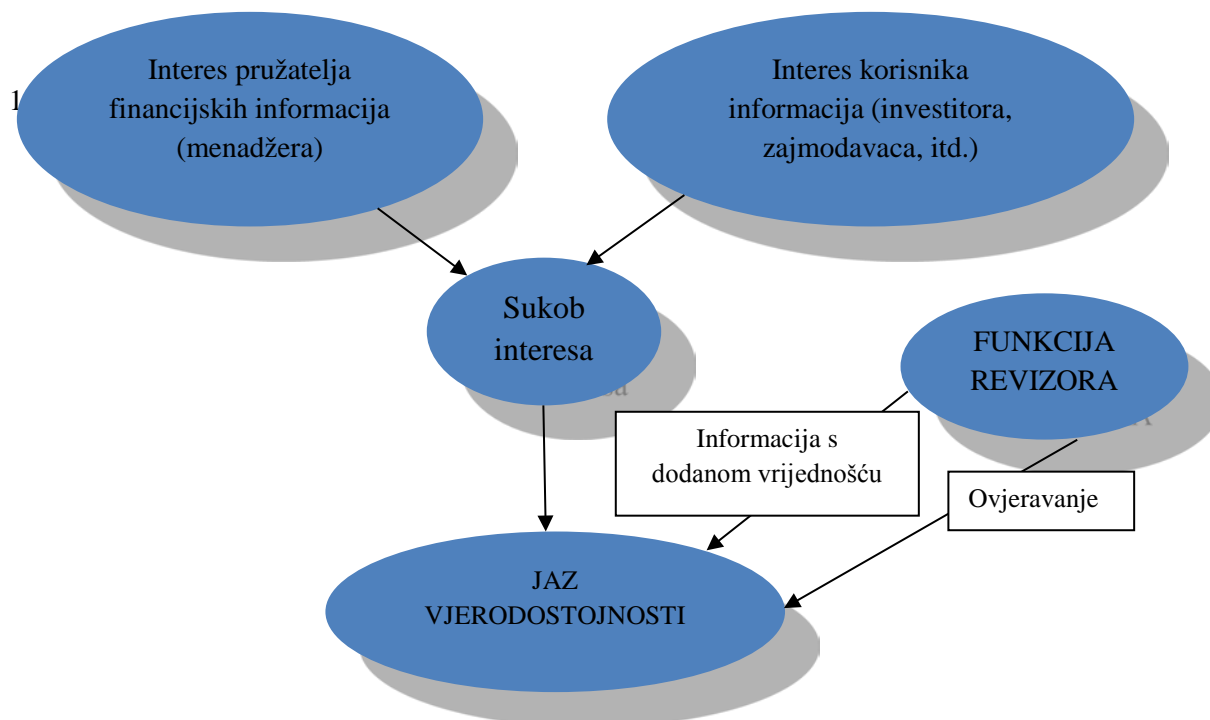 1
Interes pružatelja
financijskih informacija
(menadžera)
Interes korisnika
informacija (investitora,
zajmodavaca, itd.)
Sukob
interesa
FUNKCIJA
REVIZORA
Informacija s
dodanom vrijednošću
Ovjeravanje
JAZ
VJERODOSTOJNOSTI